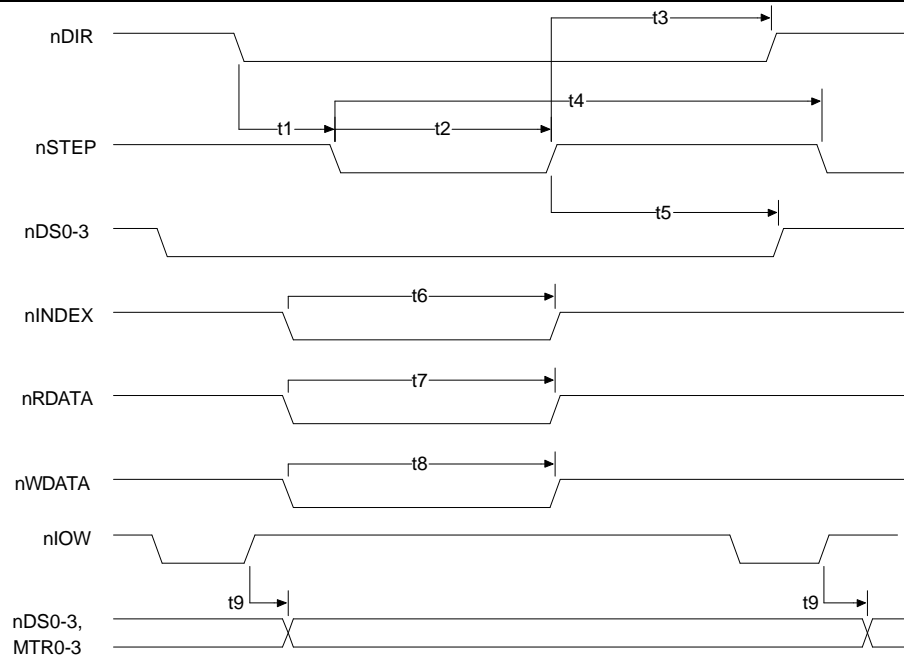 nDIR
t3
t4
t1
t2
nSTEP
t5
nDS0-3
t6
nINDEX
t7
nRDATA
t8
nWDATA
nIOW
t9
t9
nDS0-3,
MTR0-3